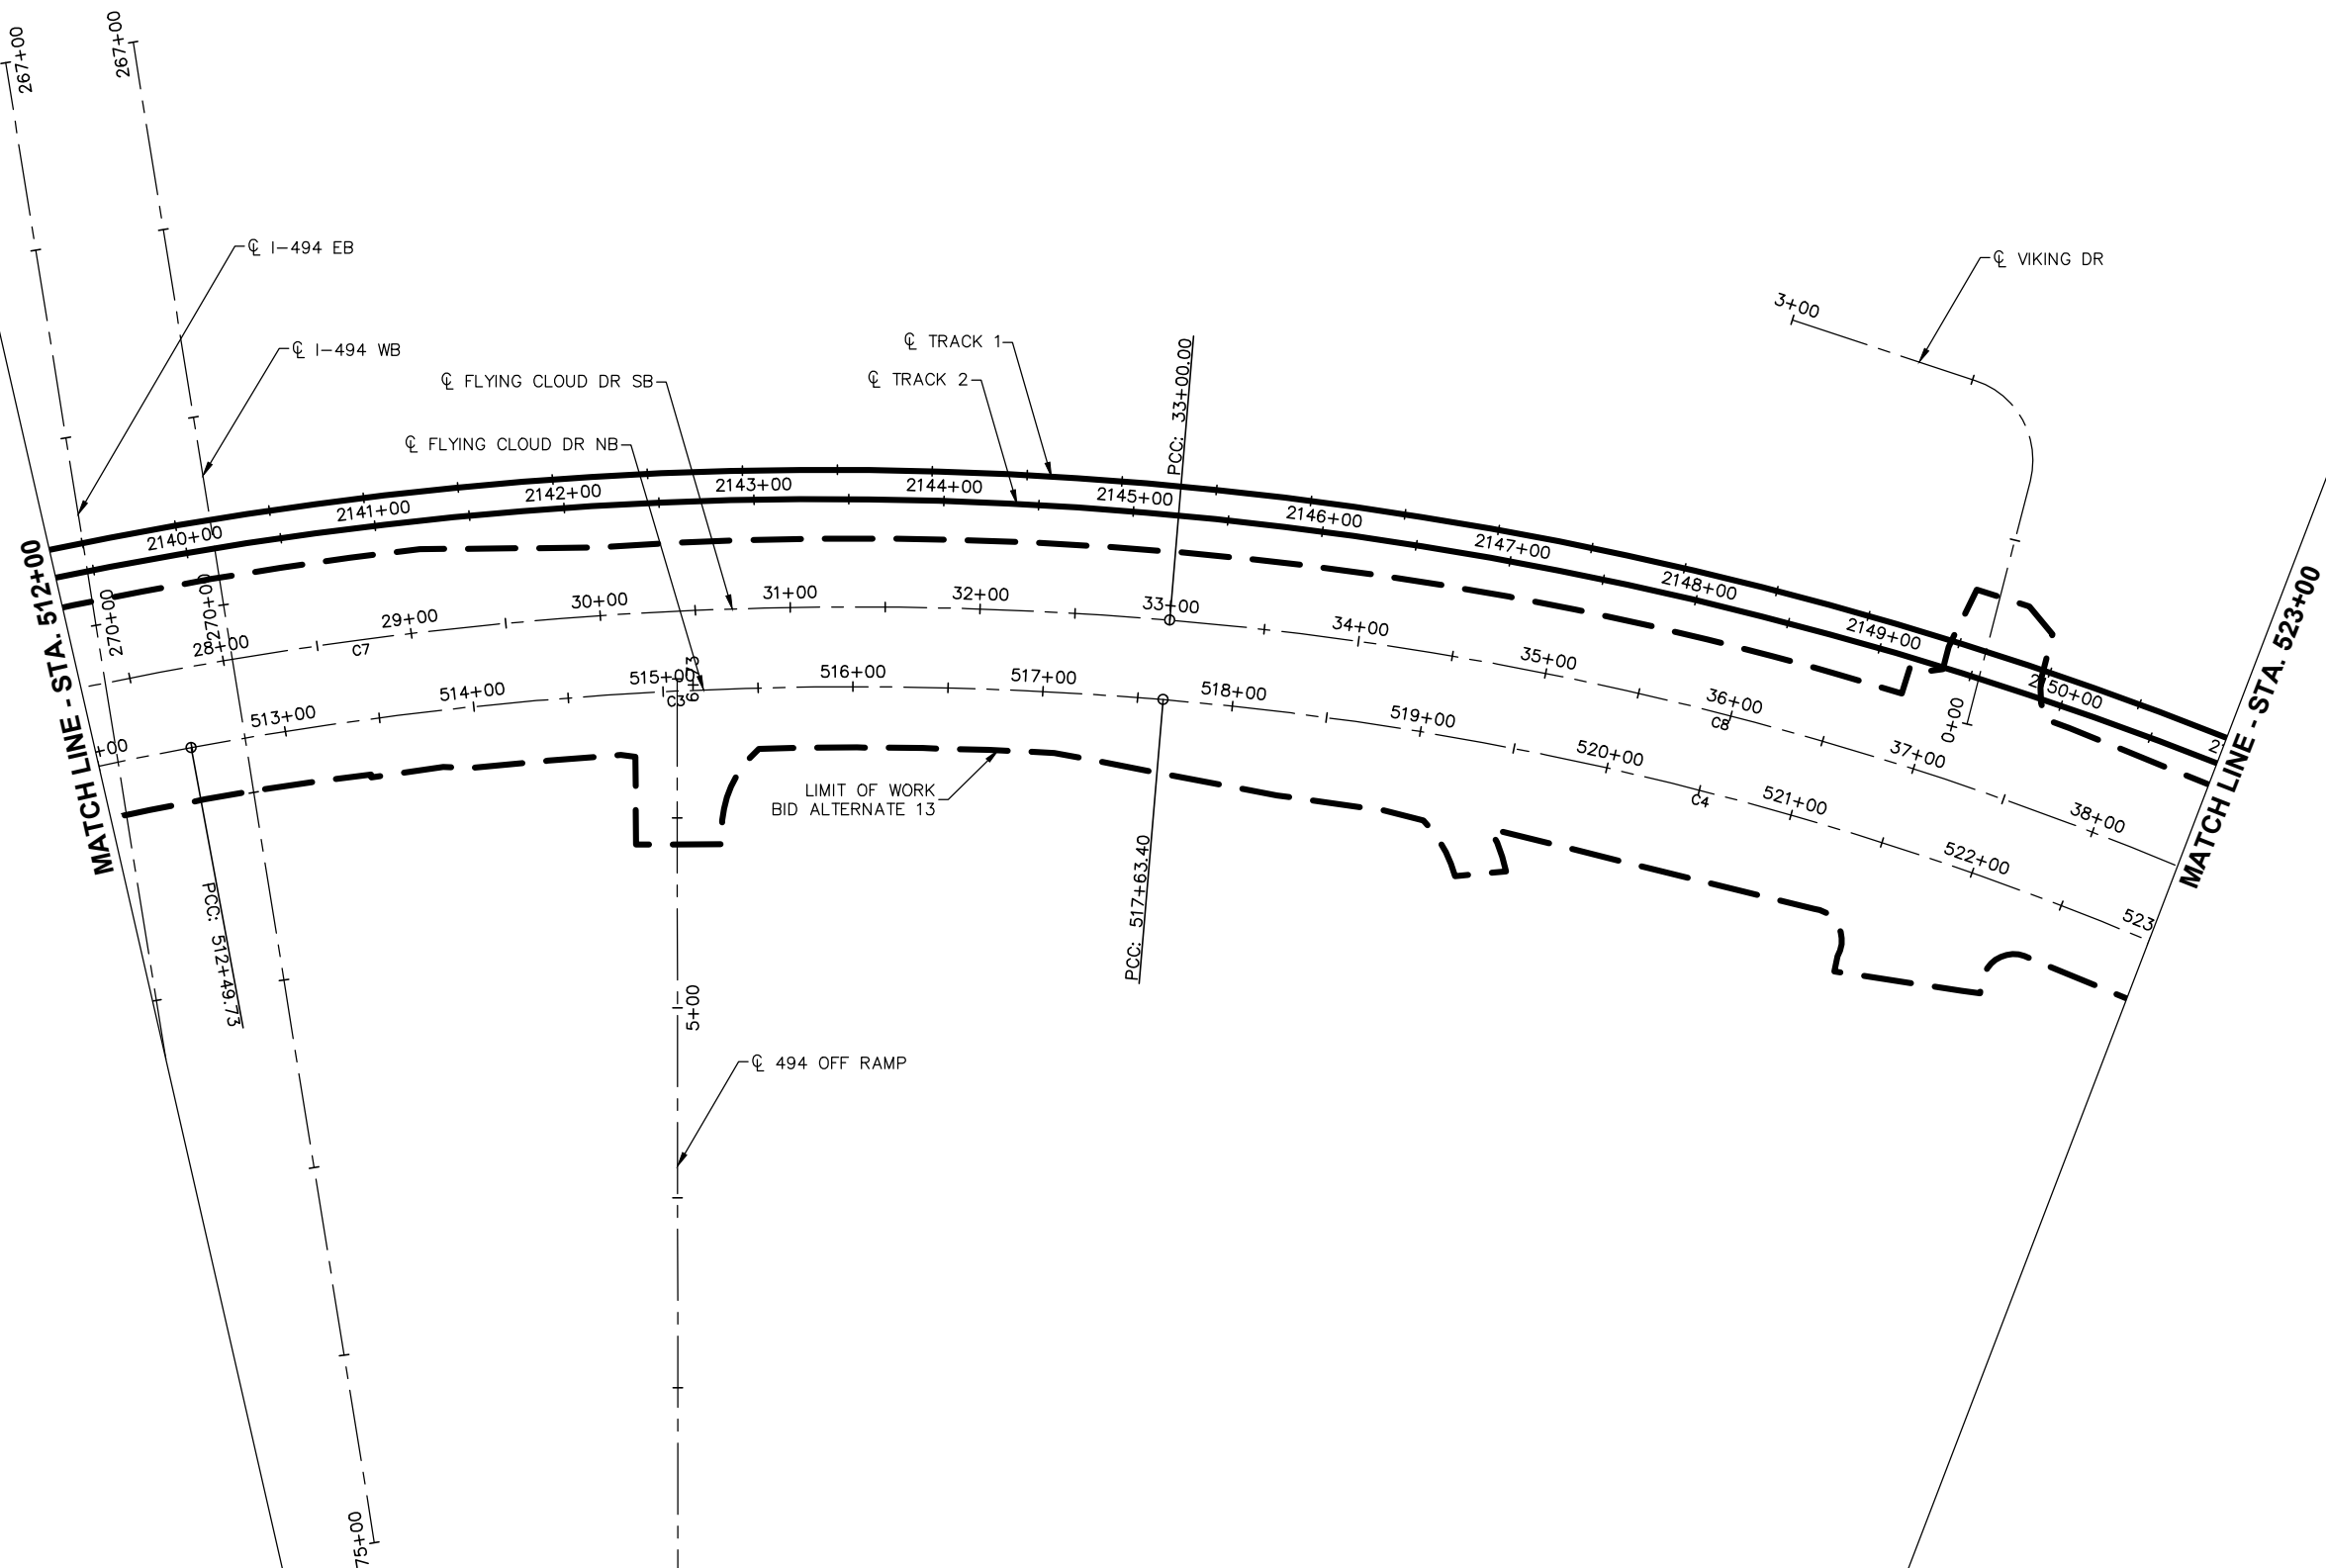 267+00
267+00
℄ I-494 EB
℄ I-494 WB
℄ FLYING CLOUD DR SB
℄ FLYING CLOUD DR NB
℄ TRACK 1
℄ TRACK 2
PCC: 33+00.00
℄ VIKING DR
3+00
2140+00
2141+00
2142+00
2143+00
2144+00
2145+00
2146+00
2147+00
2148+00
2149+00
2150+00
MATCH LINE - STA. 512+00
270+00
270+00
28+00
C7
29+00
30+00
31+00
32+00
33+00
34+00
35+00
36+00
C8
37+00
38+00
0+00
MATCH LINE - STA. 523+00
+00
513+00
514+00
515+00
C3
6+73
516+00
517+00
518+00
519+00
520+00
C4
521+00
522+00
523
PCC: 512+49.73
LIMIT OF WORK
BID ALTERNATE 13
PCC: 517+63.40
5+00
℄ 494 OFF RAMP
75+00